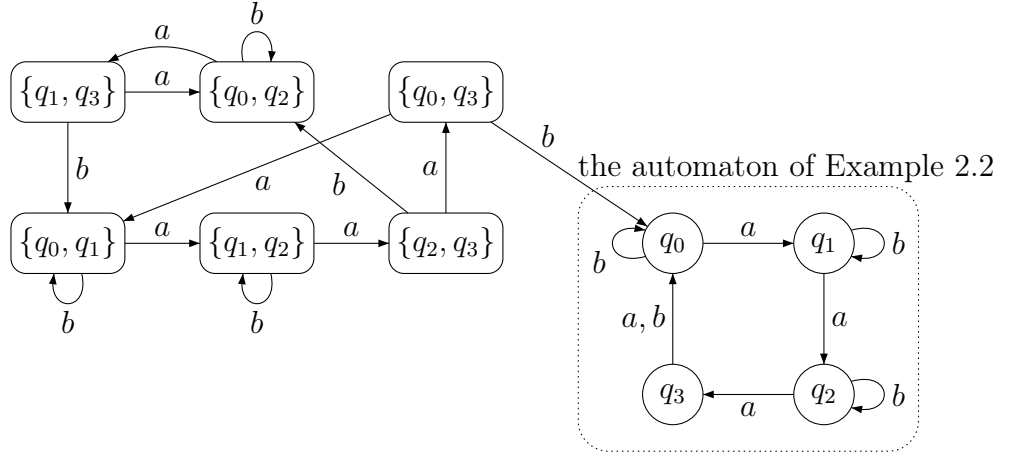 b
a
{q₁, q₃} a {q₀, q₂} {q₀, q₃}
b
the automaton of Example 2.2
b a b a
{q₀, q₁} a {q₁, q₂} a {q₂, q₃} q₀ a q₁ b
b
b b
a, b a
q₃ a q₂ b